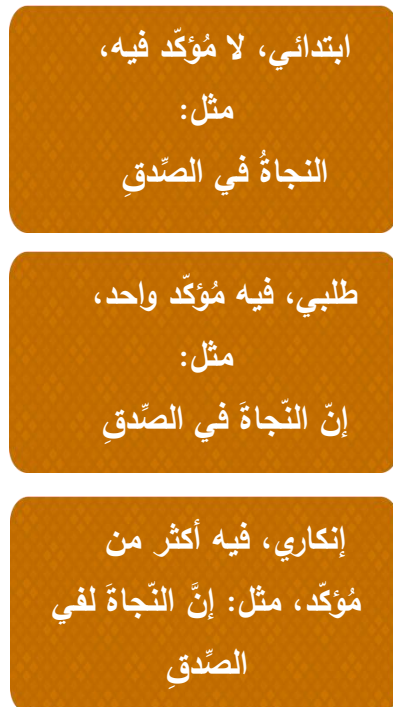 ابتدائي، لا مُؤكّد فيه،
مثل:
النجاةُ في الصِّدقِ
طلبي، فيه مُؤكّد واحد،
مثل:
إنّ النّجاةَ في الصِّدقِ
إنكاري، فيه أكثر من
مُؤكّد، مثل: إنَّ النّجاةَ لفي
الصِّدقِ